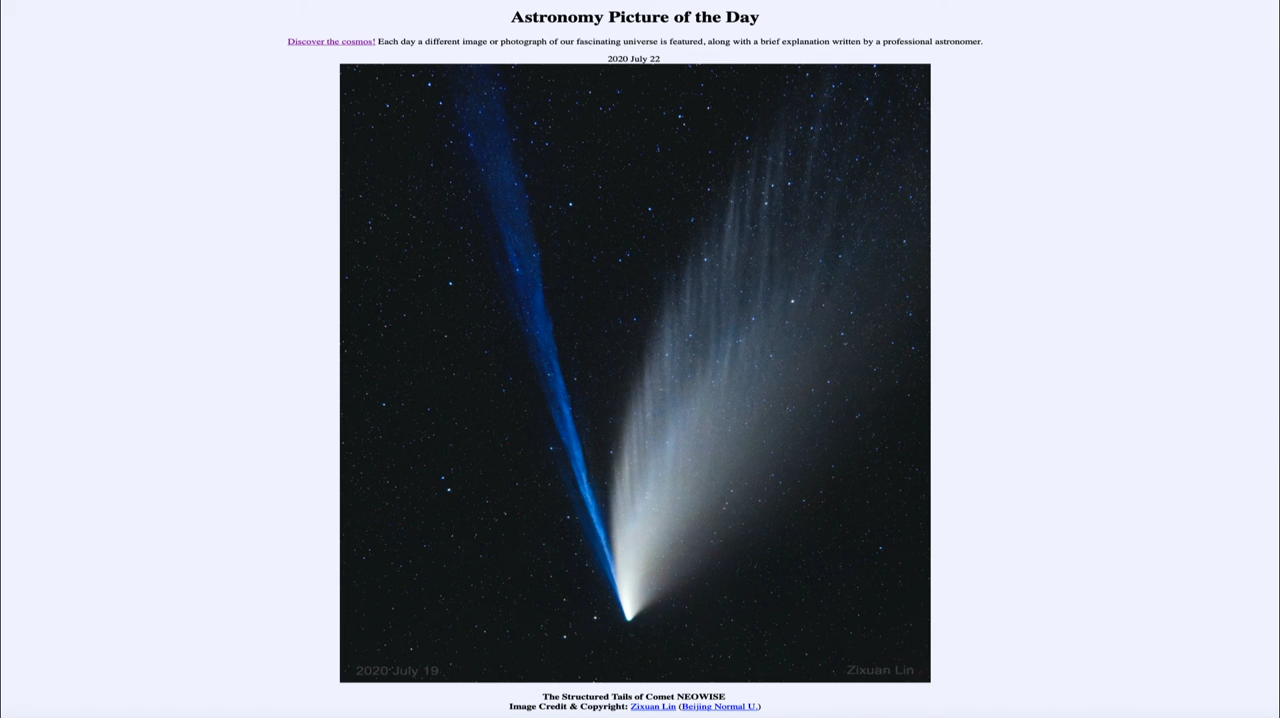 Astronomy Picture of the Day
Discover the cosmos! Each day a different image or photograph of our fascinating universe is featured, along with a brief explanation written by a professional astronomer.
2020 July 22
2020 July 19
Zixuan Lin
The Structured Tails of Comet NEOWISE
Image Credit & Copyright: Zixuan Lin (Beijing Normal U.)